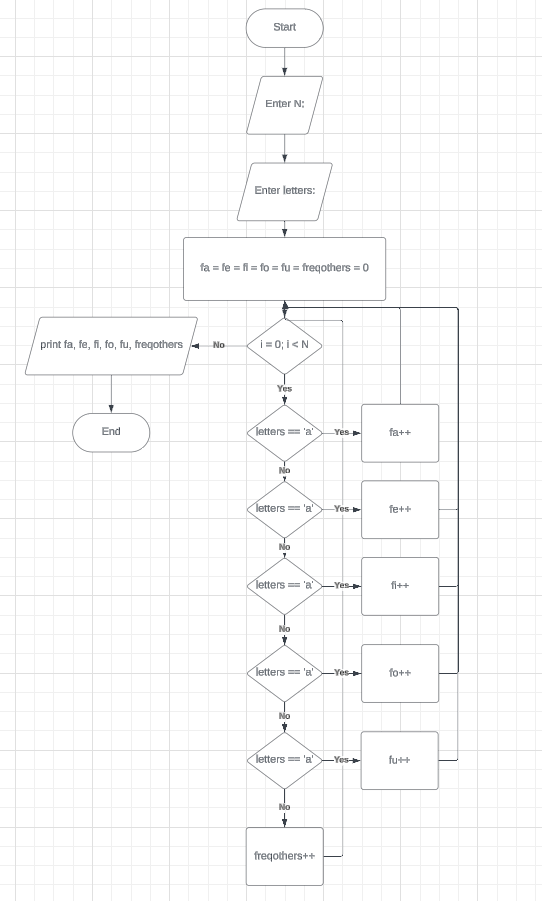 Start
Enter N:
Enter letters:
fa = fe = fi = fo = fu = freqothers = 0
print fa, fe, fi, fo, fu, freqothers
No
i = 0; i < N
Yes
End
letters == 'a'
Yes
fa++
No
letters == 'a'
Yes
fe++
No
letters == 'a'
Yes
fi++
No
letters == 'a'
Yes
fo++
No
letters == 'a'
Yes
fu++
No
freqothers++